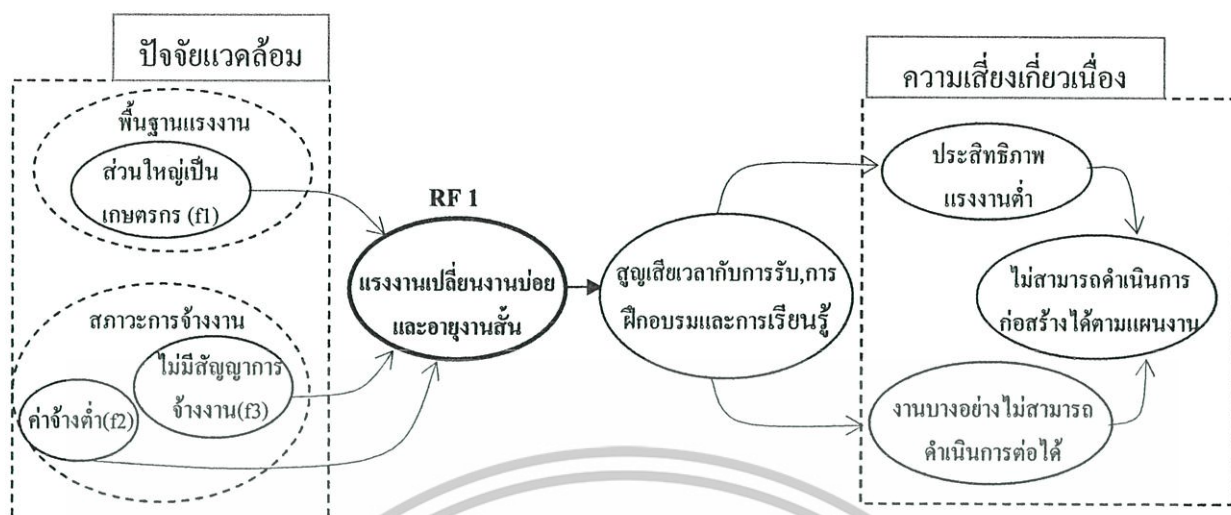 ปัจจัยแวดล้อม
พื้นฐานแรงงาน
ส่วนใหญ่เป็น
เกษตรกร (f1)
สภาวะการจ้างงาน
ไม่มีสัญญาการ
จ้างงาน(f3)
ค่าจ้างต่ำ(f2)
RF 1
แรงงานเปลี่ยนงานบ่อย
และอายุงานสั้น
สูญเสียเวลากับการรับ,การ
ฝึกอบรมและการเรียนรู้
ความเสี่ยงเกี่ยวเนื่อง
ประสิทธิภาพ
แรงงานต่ำ
ไม่สามารถดำเนินการ
ก่อสร้างได้ตามแผนงาน
งานบางอย่างไม่สามารถ
ดำเนินการต่อได้